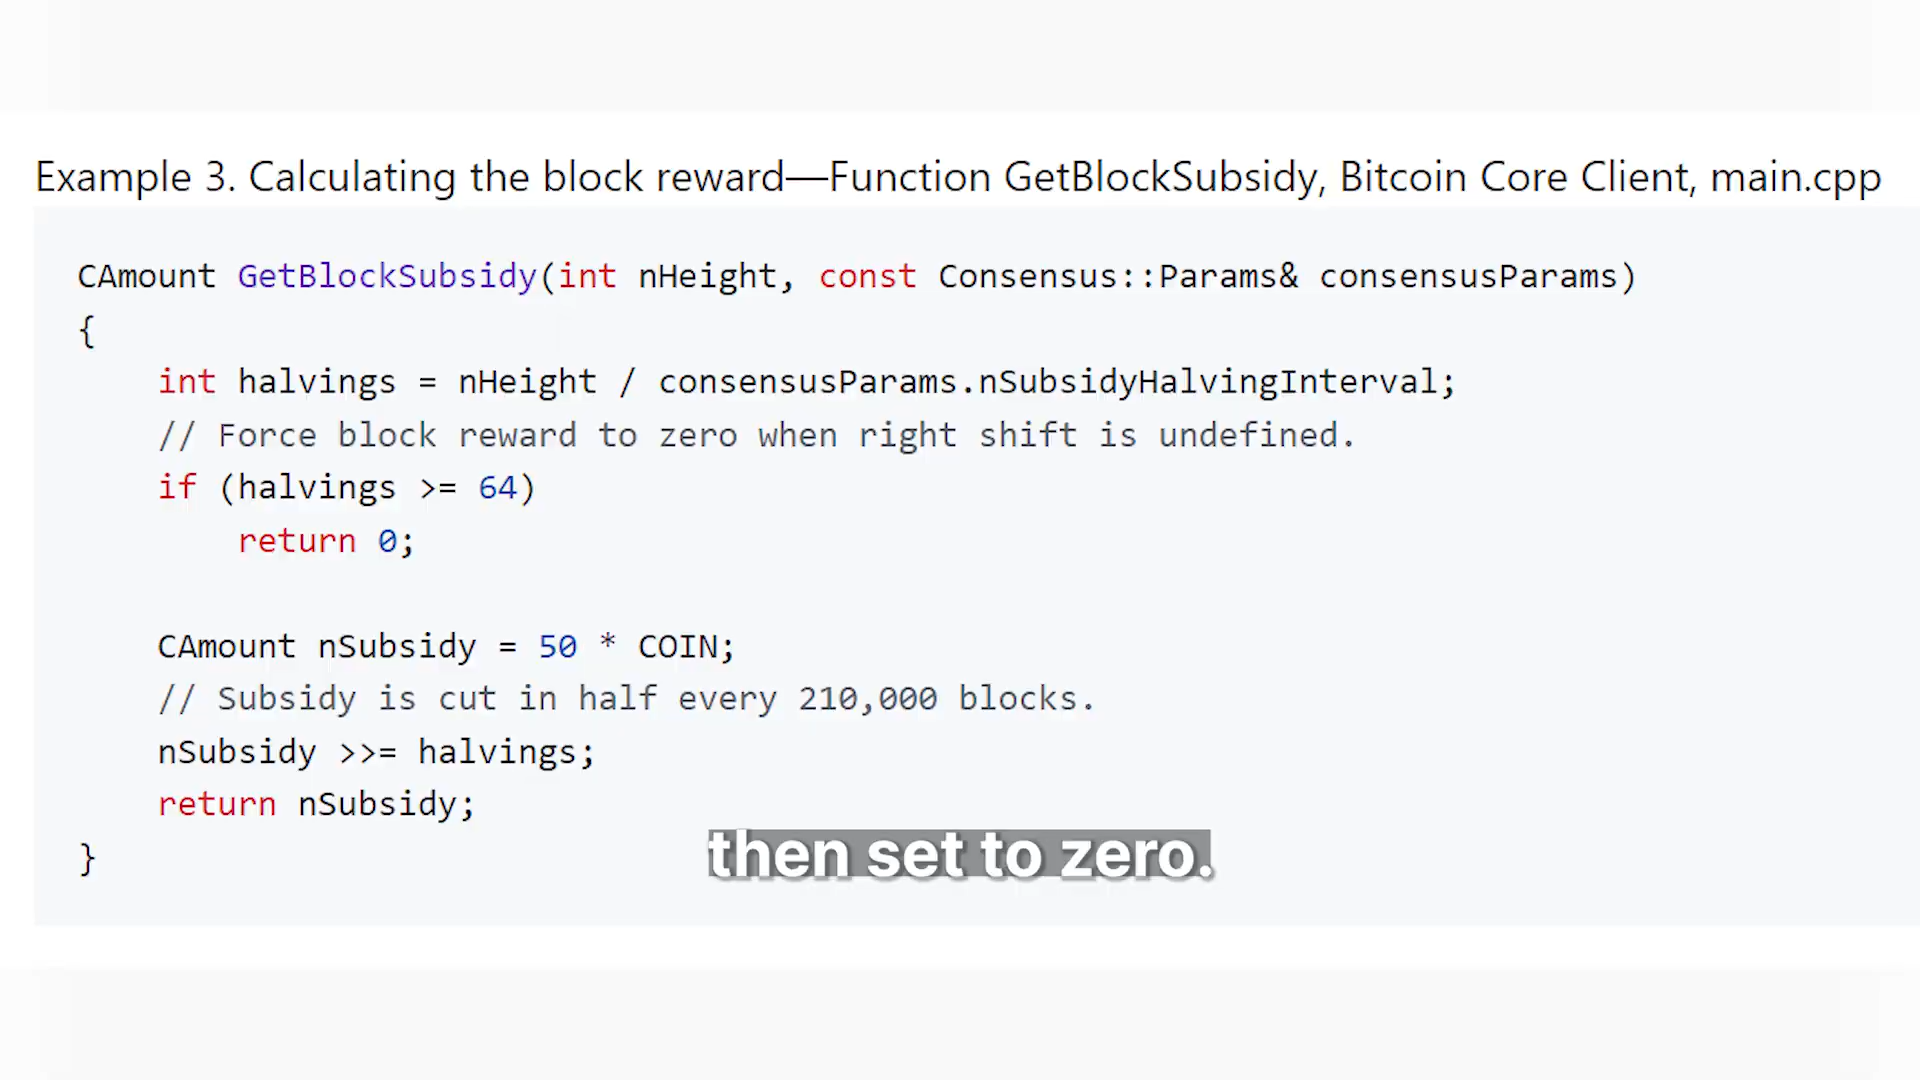 Example 3. Calculating the block reward—Function GetBlockSubsidy, Bitcoin Core Client, main.cpp
CAmount GetBlockSubsidy(int nHeight, const Consensus::Params& consensusParams)
{
    int halvings = nHeight / consensusParams.nSubsidyHalvingInterval;
    // Force block reward to zero when right shift is undefined.
    if (halvings >= 64)
        return 0;

    CAmount nSubsidy = 50 * COIN;
    // Subsidy is cut in half every 210,000 blocks.
    nSubsidy >>= halvings;
    return nSubsidy;
}
then set to zero.